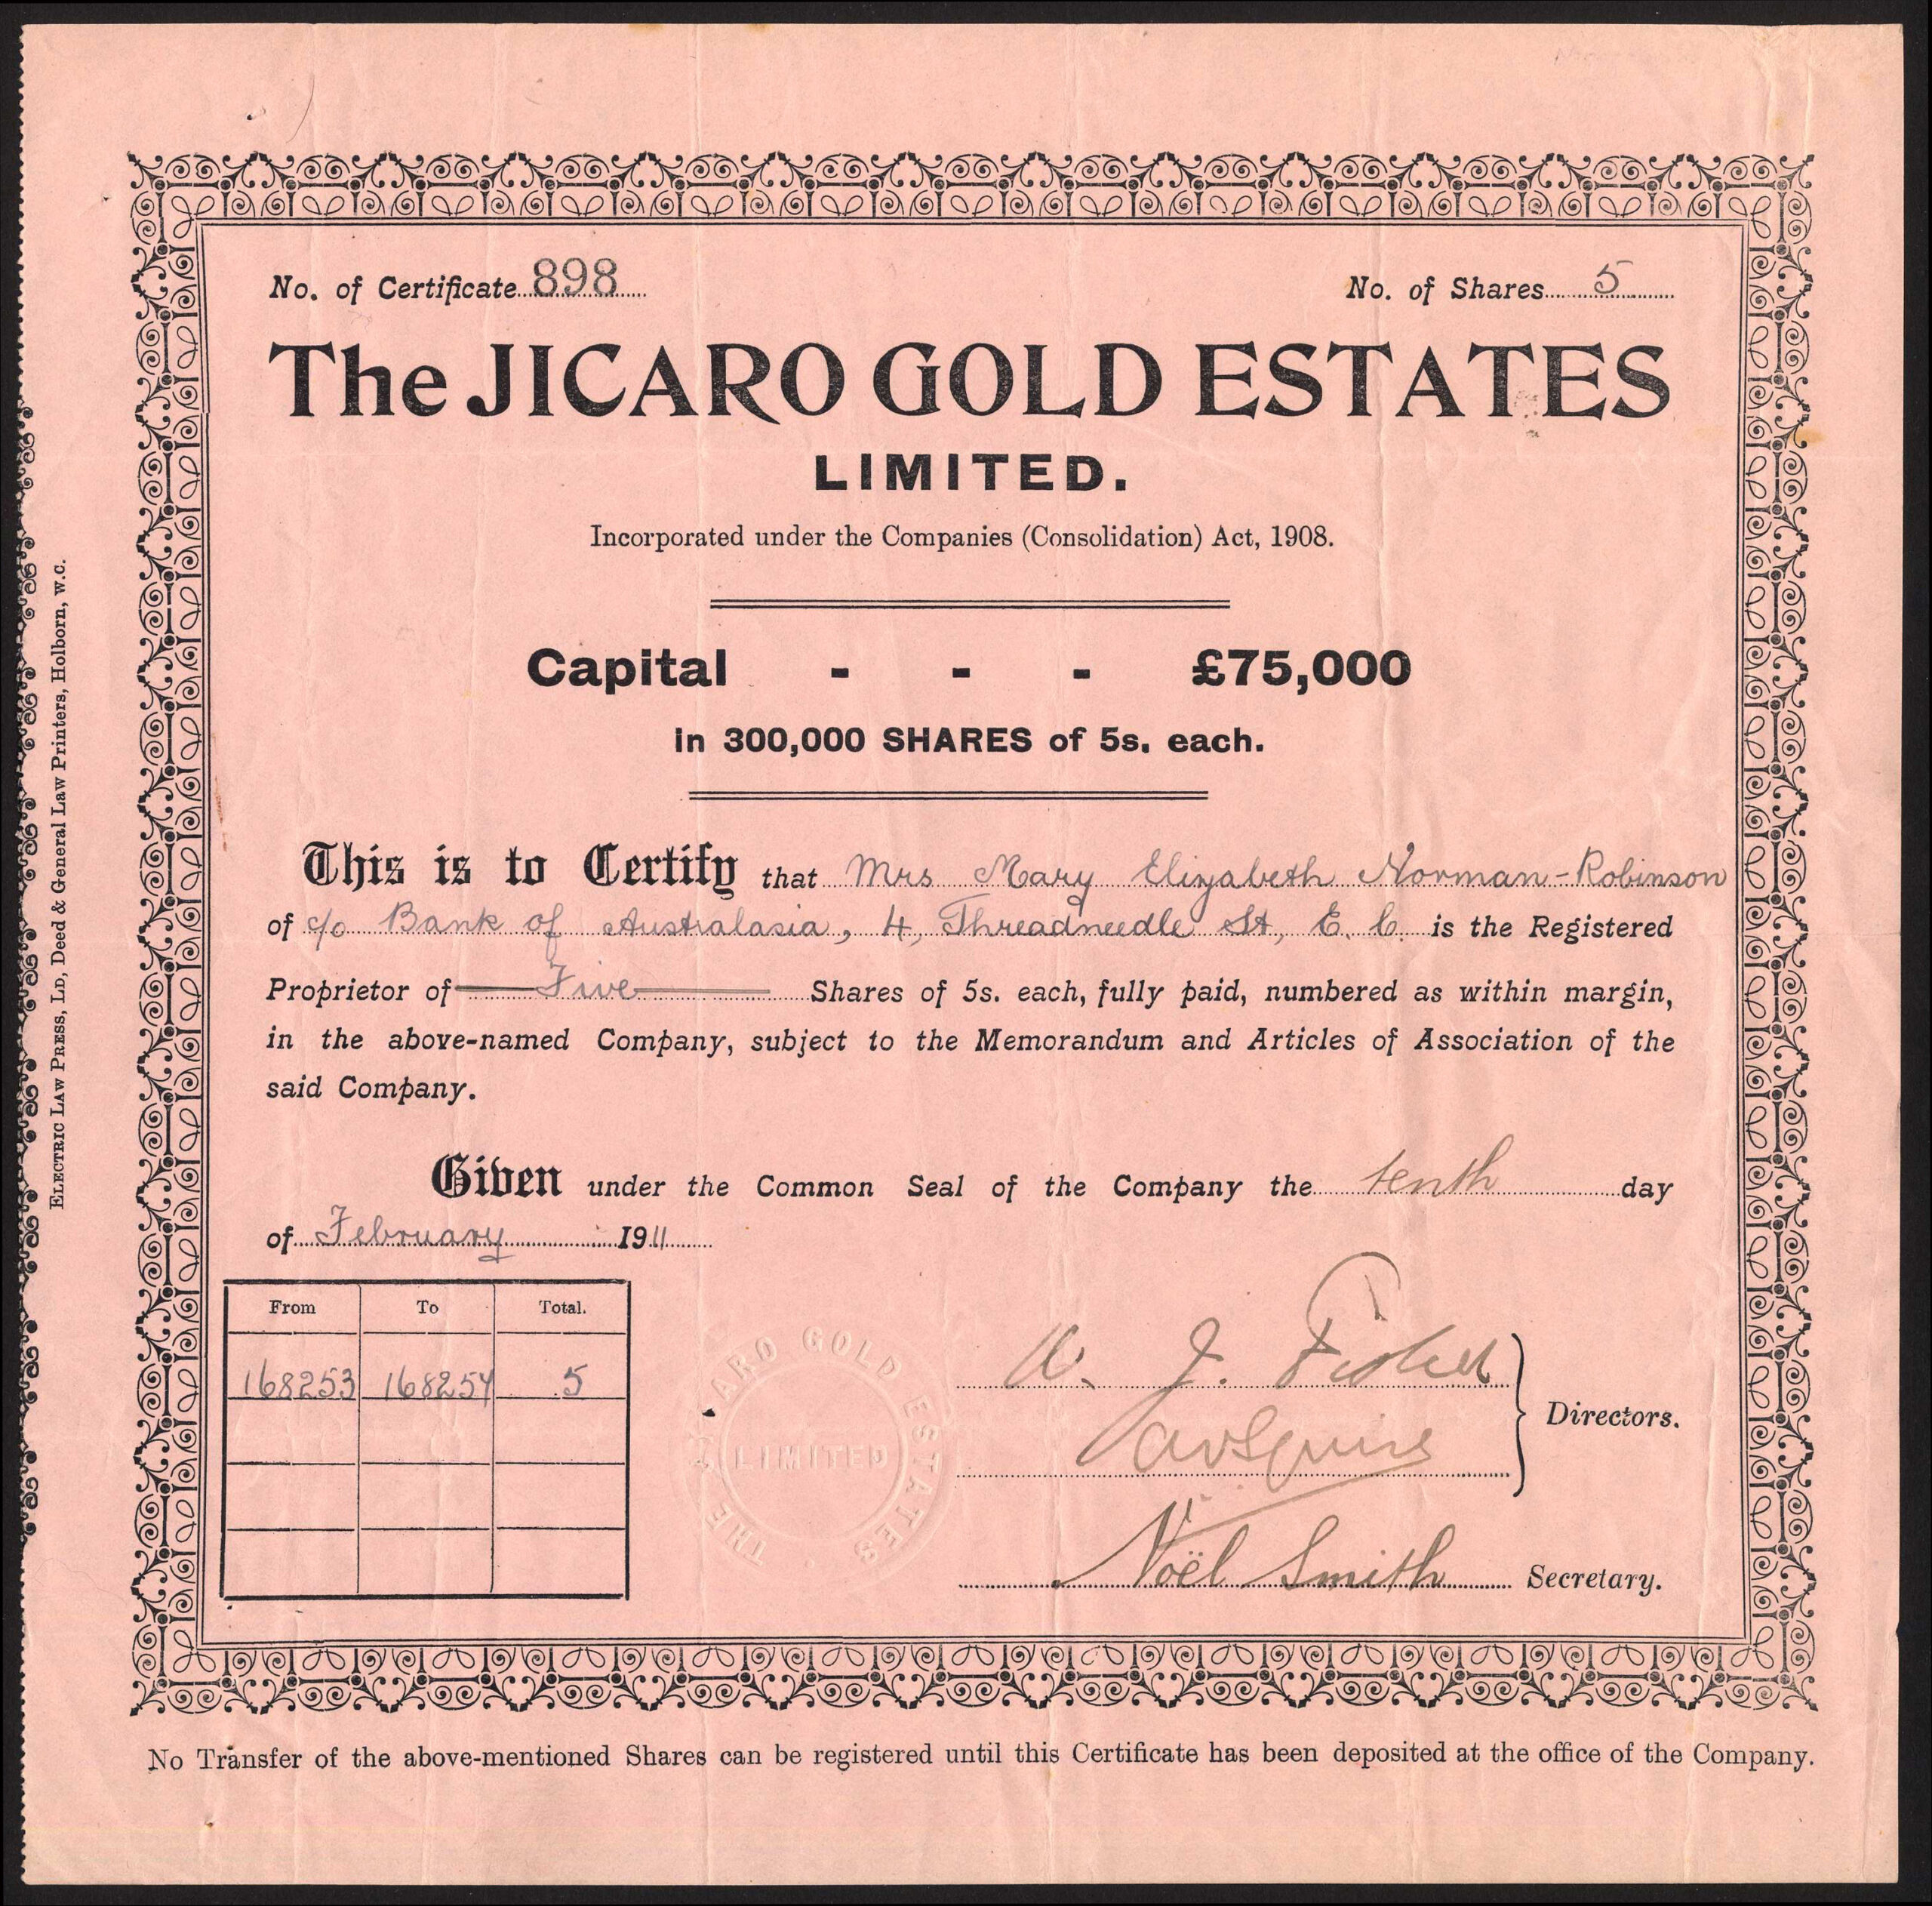 No. of Certificate 898
No. of Shares 5
The JICARO GOLD ESTATES
LIMITED.
Incorporated under the Companies (Consolidation) Act, 1908.
Capital - - - £75,000
in 300,000 SHARES of 5s. each.
This is to Certify that Mrs Mary Elizabeth Norman-Robinson
of c/o Bank of Australasia, 4, Threadneedle St, E. C. is the Registered
Proprietor of Five Shares of 5s. each, fully paid, numbered as within margin,
in the above-named Company, subject to the Memorandum and Articles of Association of the
said Company.
Given under the Common Seal of the Company the tenth day
of February 1911
From To Total.
168253 168257 5
THE JICARO GOLD ESTATES
LIMITED
J.
Directors.
Noël Smith Secretary.
No Transfer of the above-mentioned Shares can be registered until this Certificate has been deposited at the office of the Company.
ELECTRIC LAW PRESS, LD, Deed & General Law Printers, Holborn, W.C.